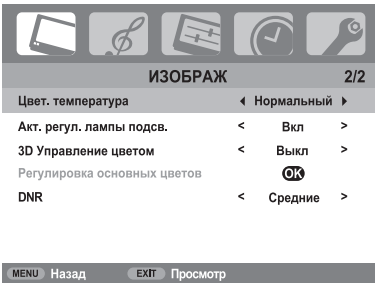 ИЗОБРАЖ 2/2
Цвет. температура Нормальный
Акт. регул. лампы подсв. < Вкл >
3D Управление цветом < Выкл >
Регулировка основных цветов OK
DNR < Средние >
MENU Назад EXIT Просмотр